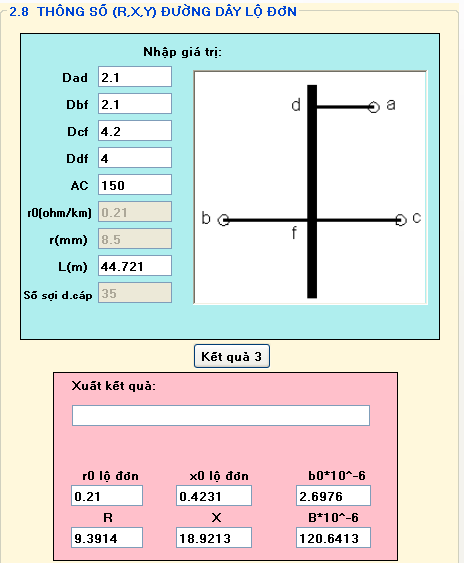 2.8 THÔNG SỐ (R,X,Y) ĐƯỜNG DÂY LỘ ĐƠN
Nhập giá trị:
Dad 2.1
Dbf 2.1
Dcf 4.2
Ddf 4
AC 150
r0(ohm/km) 0.21
r(mm) 8.5
L(m) 44.721
Số sợi d.cáp 35
d a
b c
f
Kết quả 3
Xuất kết quả:
r0 lộ đơn x0 lộ đơn b0*10^-6
0.21 0.4231 2.6976
R X B*10^-6
9.3914 18.9213 120.6413